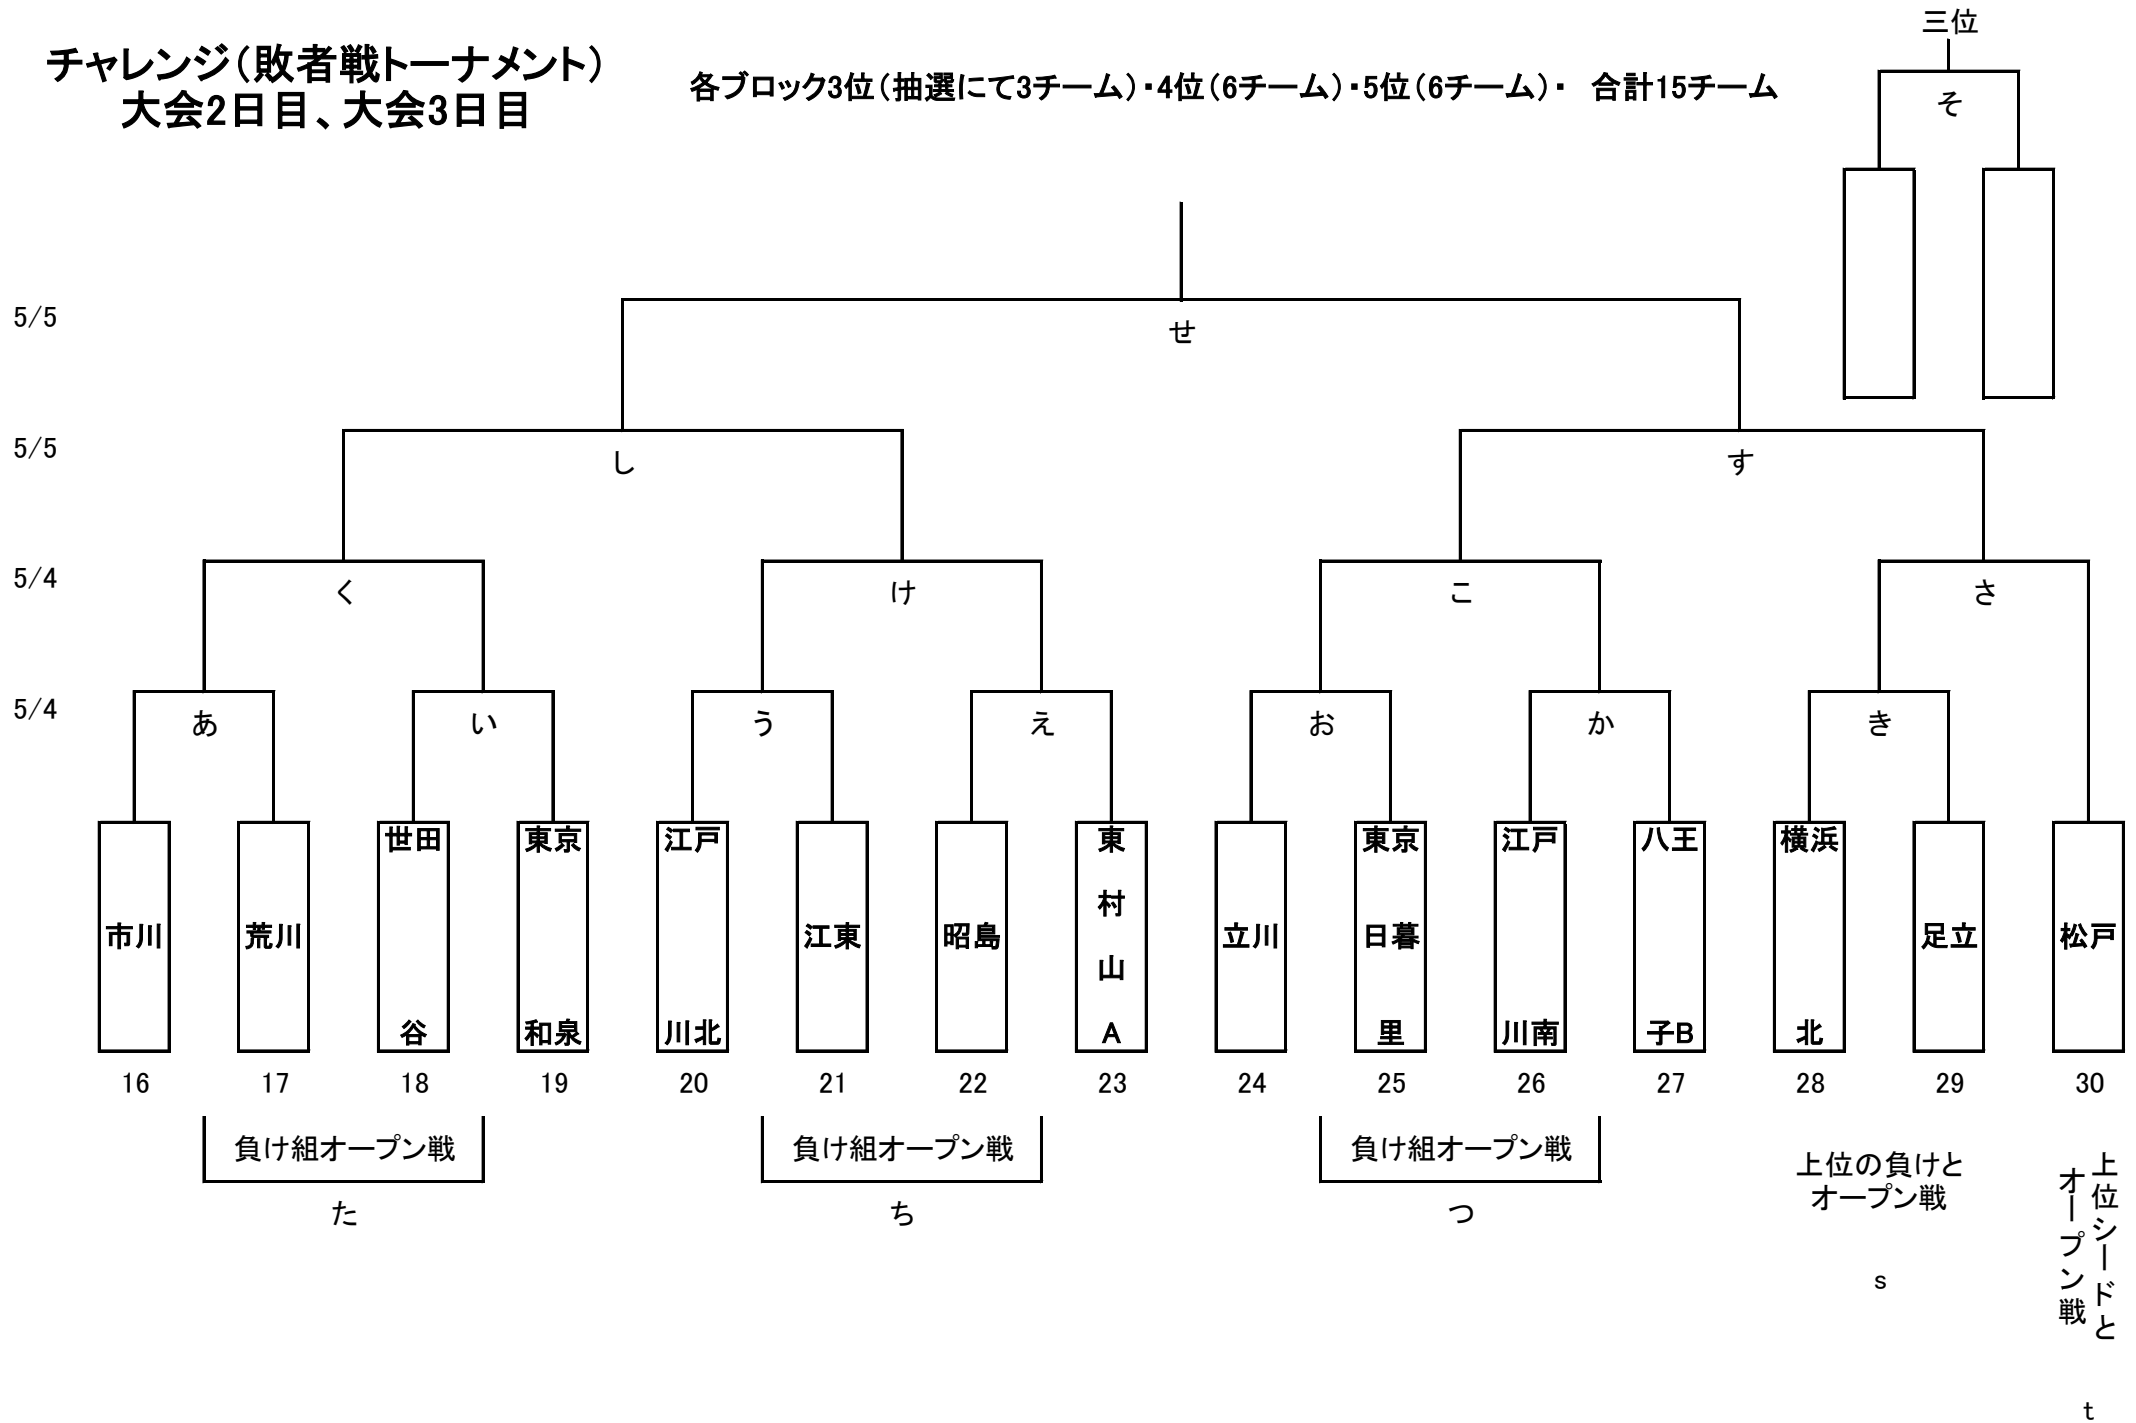 三位
チャレンジ（敗者戦トーナメント）
大会2日目、大会3日目
各ブロック3位（抽選にて3チーム）・4位（6チーム）・5位（6チーム）・ 合計15チーム
そ
5/5
せ
5/5
し
す
5/4
く
け
こ
さ
5/4
あ
い
う
え
お
か
き
市川
荒川
世田
谷
東京
和泉
江戸
川北
江東
昭島
東
村
山
A
立川
東京
日暮
里
江戸
川南
八王
子B
横浜
北
足立
松戸
16
17
18
19
20
21
22
23
24
25
26
27
28
29
30
負け組オープン戦
負け組オープン戦
負け組オープン戦
上位の負けと
オープン戦
上位シードと
オープン戦
た
ち
つ
s
t